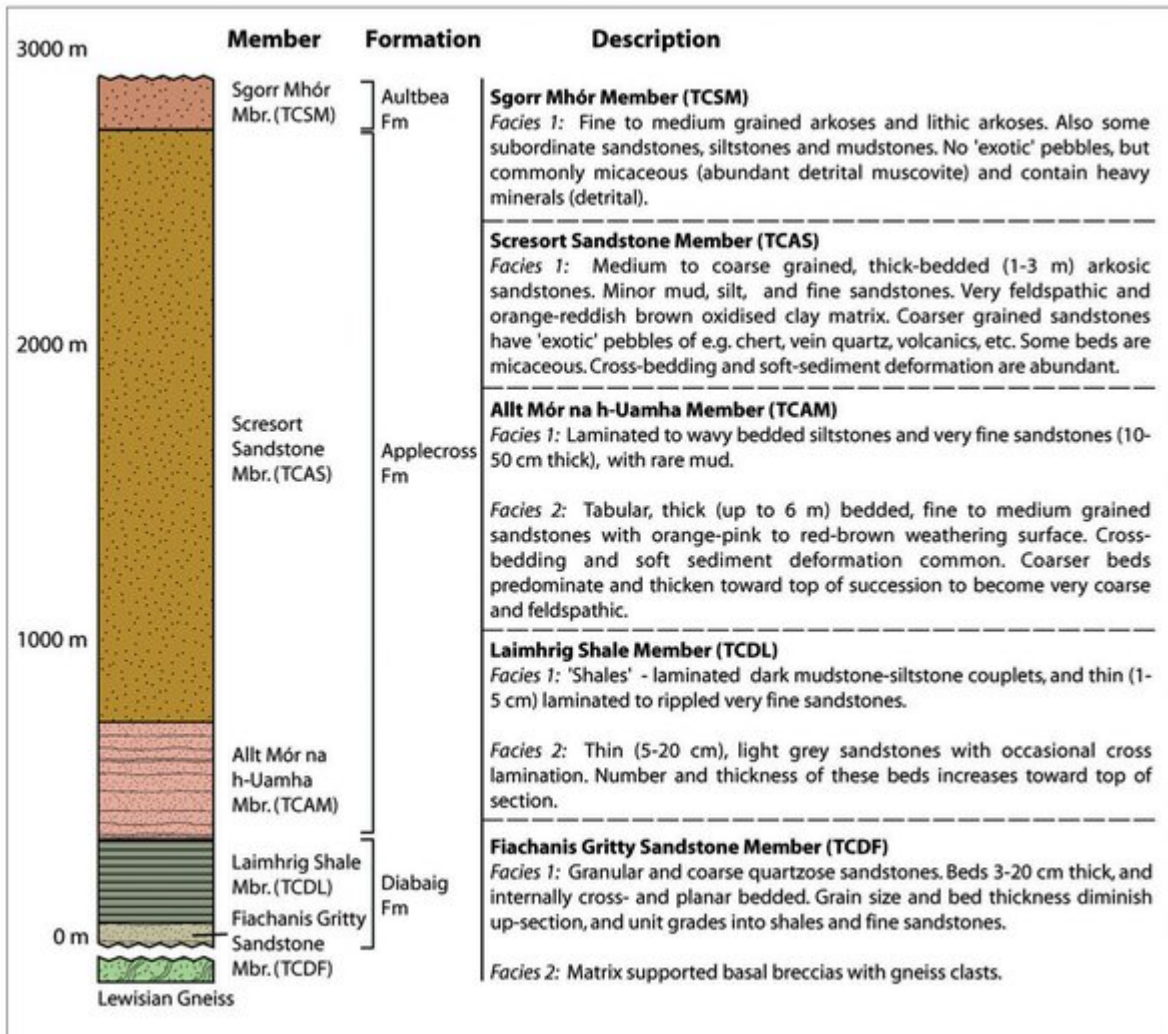 Member Formation Description
3000 m
2000 m
1000 m
0 m
Sgorr Mhór
Mbr. (TCSM)
Scresort
Sandstone
Mbr. (TCAS)
Allt Mór na
h-Uamha
Mbr. (TCAM)
Laimhrig Shale
Mbr. (TCDL)
Fiachanis Gritty
Sandstone
Mbr. (TCDF)
Lewisian Gneiss
Aultbea
Fm
Applecross
Fm
Diabaig
Fm
Sgorr Mhór Member (TCSM)
Facies 1: Fine to medium grained arkoses and lithic arkoses. Also some
subordinate sandstones, siltstones and mudstones. No 'exotic' pebbles, but
commonly micaceous (abundant detrital muscovite) and contain heavy
minerals (detrital).
Scresort Sandstone Member (TCAS)
Facies 1: Medium to coarse grained, thick-bedded (1-3 m) arkosic
sandstones. Minor mud, silt, and fine sandstones. Very feldspathic and
orange-reddish brown oxidised clay matrix. Coarser grained sandstones
have 'exotic' pebbles of e.g. chert, vein quartz, volcanics, etc. Some beds are
micaceous. Cross-bedding and soft-sediment deformation are abundant.
Allt Mór na h-Uamha Member (TCAM)
Facies 1: Laminated to wavy bedded siltstones and very fine sandstones (10-
50 cm thick), with rare mud.
Facies 2: Tabular, thick (up to 6 m) bedded, fine to medium grained
sandstones with orange-pink to red-brown weathering surface. Cross-
bedding and soft sediment deformation common. Coarser beds
predominate and thicken toward top of succession to become very coarse
and feldspathic.
Laimhrig Shale Member (TCDL)
Facies 1: 'Shales' - laminated dark mudstone-siltstone couplets, and thin (1-
5 cm) laminated to rippled very fine sandstones.
Facies 2: Thin (5-20 cm), light grey sandstones with occasional cross
lamination. Number and thickness of these beds increases toward top of
section.
Fiachanis Gritty Sandstone Member (TCDF)
Facies 1: Granular and coarse quartzose sandstones. Beds 3-20 cm thick, and
internally cross- and planar bedded. Grain size and bed thickness diminish
up-section, and unit grades into shales and fine sandstones.
Facies 2: Matrix supported basal breccias with gneiss clasts.